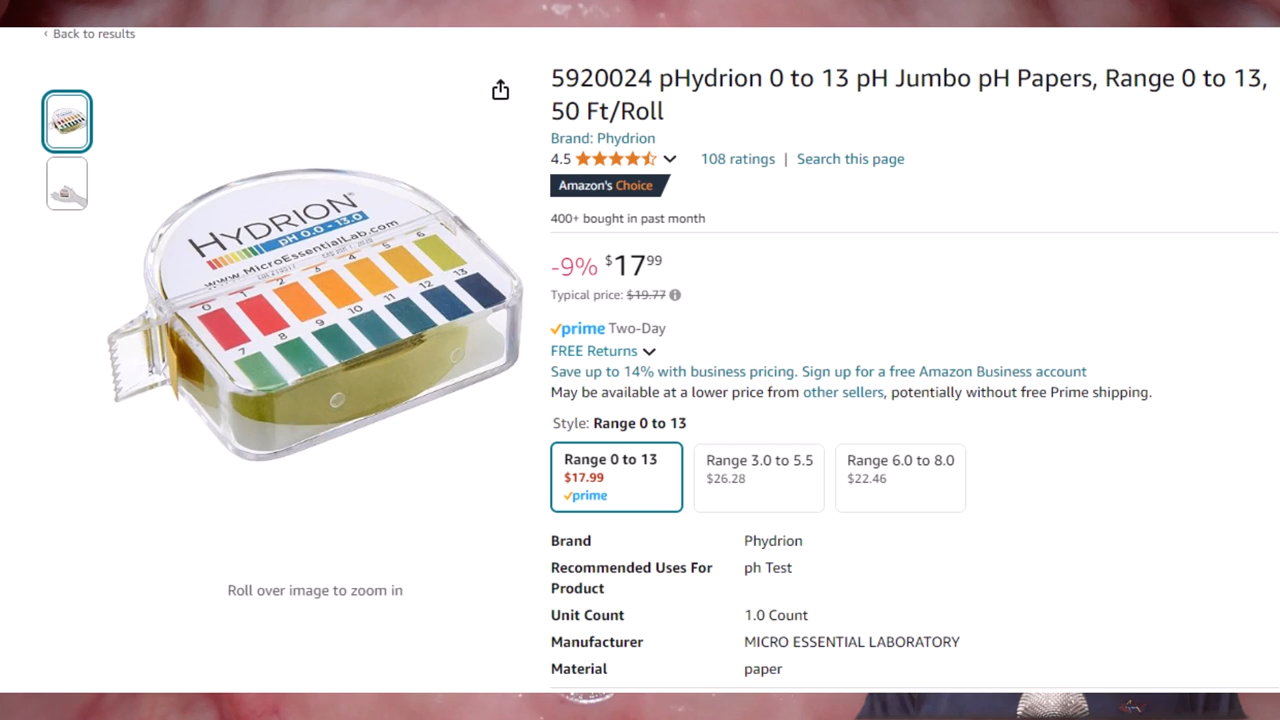 ‹ Back to results
5920024 pHydrion 0 to 13 pH Jumbo pH Papers, Range 0 to 13,
50 Ft/Roll
Brand: Phydrion
4.5
108 ratings | Search this page
Amazon's Choice
400+ bought in past month
-9% $17 99
Typical price: $19.77
prime Two-Day
FREE Returns
Save up to 14% with business pricing. Sign up for a free Amazon Business account
May be available at a lower price from other sellers, potentially without free Prime shipping.
Style: Range 0 to 13
Range 0 to 13
$17.99
prime
Range 3.0 to 5.5
$26.28
Range 6.0 to 8.0
$22.46
Brand Phydrion
Recommended Uses For Product ph Test
Unit Count 1.0 Count
Manufacturer MICRO ESSENTIAL LABORATORY
Material paper
HYDRION
pH 0.0 - 13.0
www.MicroEssentialLab.com
0 1 2 3 4 5 6
7 8 9 10 11 12 13
Roll over image to zoom in